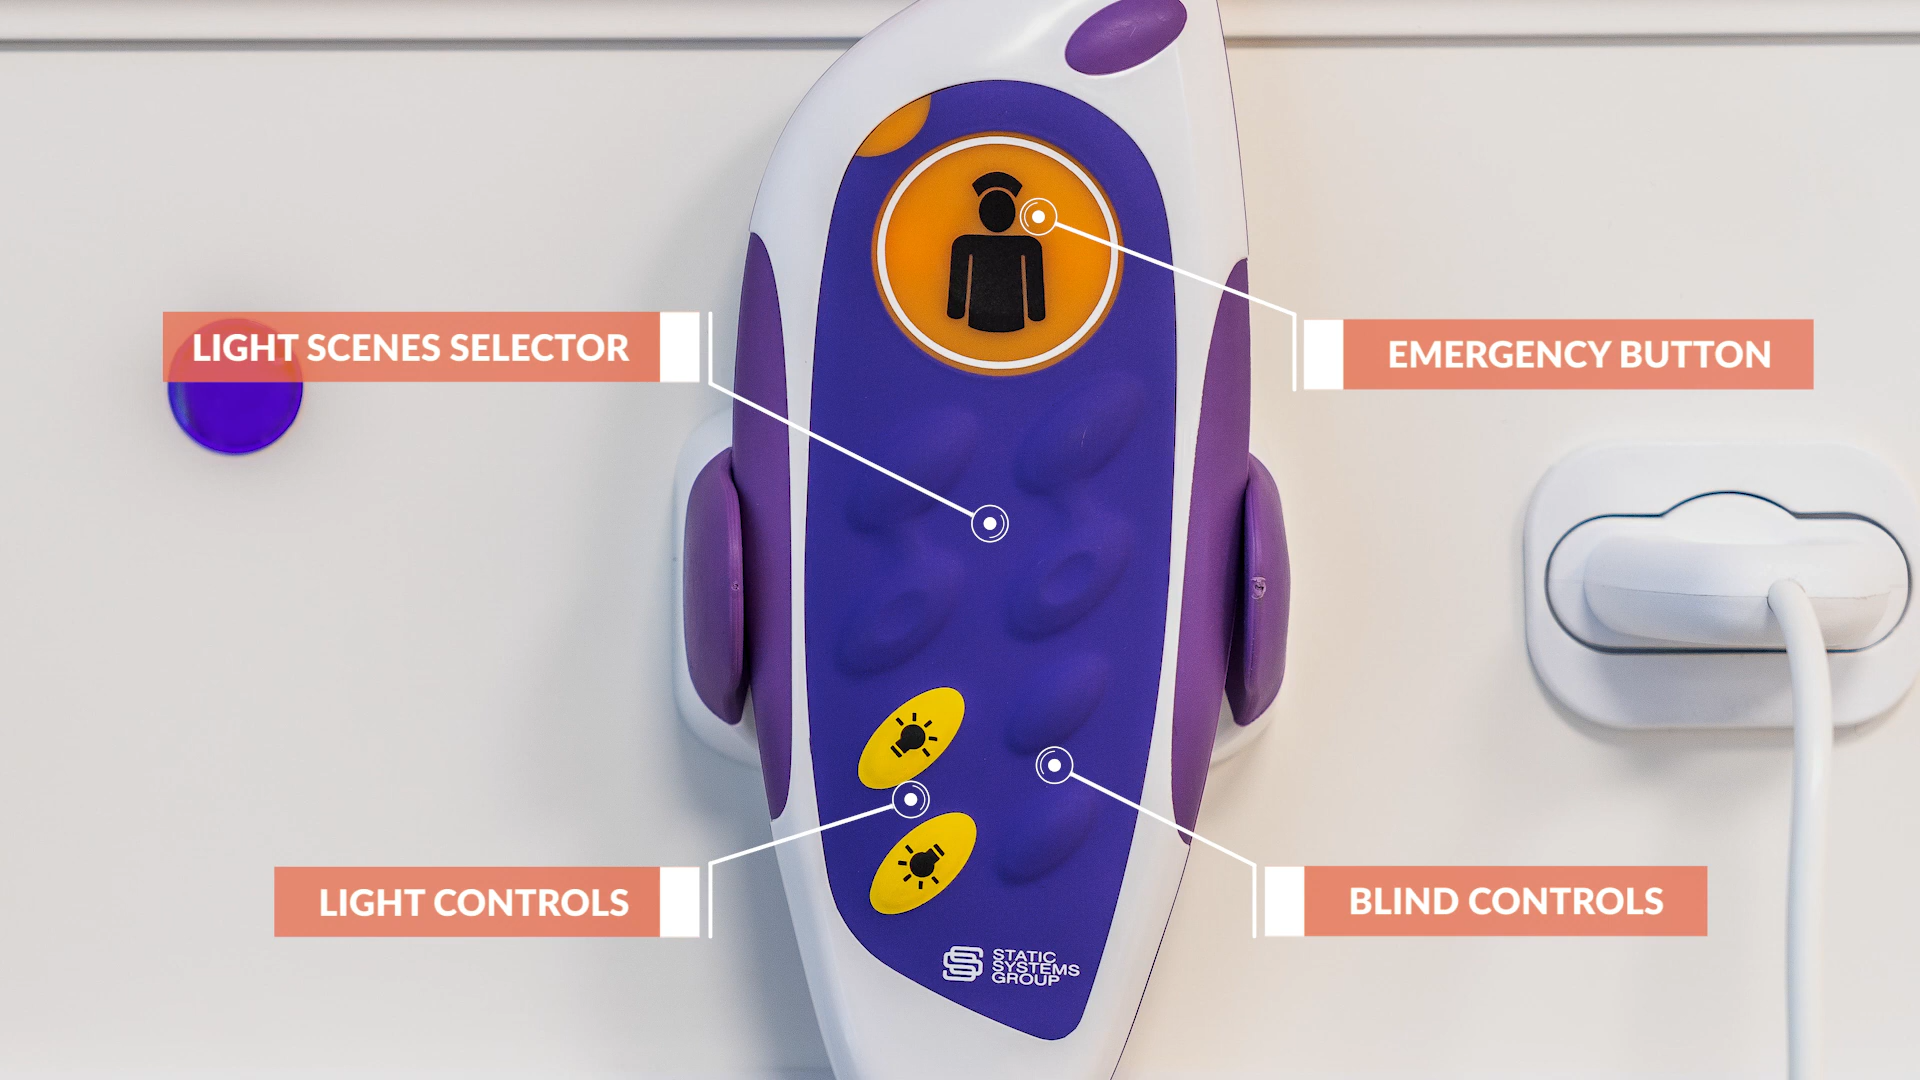 LIGHT SCENES SELECTOR
EMERGENCY BUTTON
LIGHT CONTROLS
BLIND CONTROLS
STATIC
SYSTEMS
GROUP